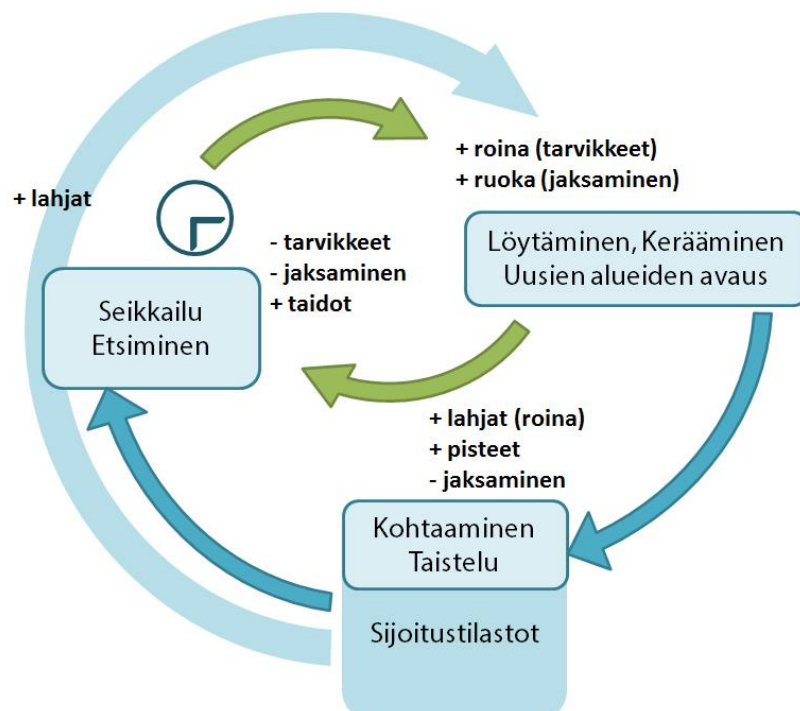 + roina (tarvikkeet)
+ ruoka (jaksaminen)
+ lahjat
- tarvikkeet
- jaksaminen
+ taidot
Löytäminen, Kerääminen
Uusien alueiden avaus
Seikkailu
Etsiminen
+ lahjat (roina)
+ pisteet
- jaksaminen
Kohtaaminen
Taistelu
Sijoitustilastot